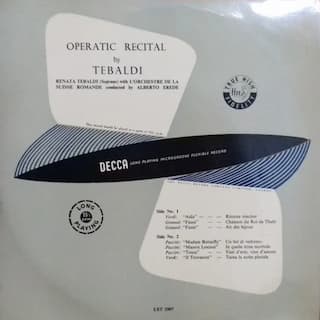 OPERATIC RECITAL
by
TEBALDI
RENATA TEBALDI (Soprano) with L'ORCHESTRE DE LA
SUISSE ROMANDE conducted by ALBERTO EREDE
DECCA LONG PLAYING MICROGROOVE FLEXIBLE RECORD
LONG
PLAYING
Side No. 1
Verdi: "Aida" — Ritorna vincitor
Gounod: "Faust" — Chanson du Roi de Thulé
Gounod: "Faust" — Air des bijoux
Side No. 2
Puccini: "Madam Butterfly" Un bel dì vedremo
Puccini: "Manon Lescaut" In quelle trine morbide
Puccini: "Tosca" — Vissi d'arte, vissi d'amore
Verdi: "Il Trovatore" — Tacea la notte placida